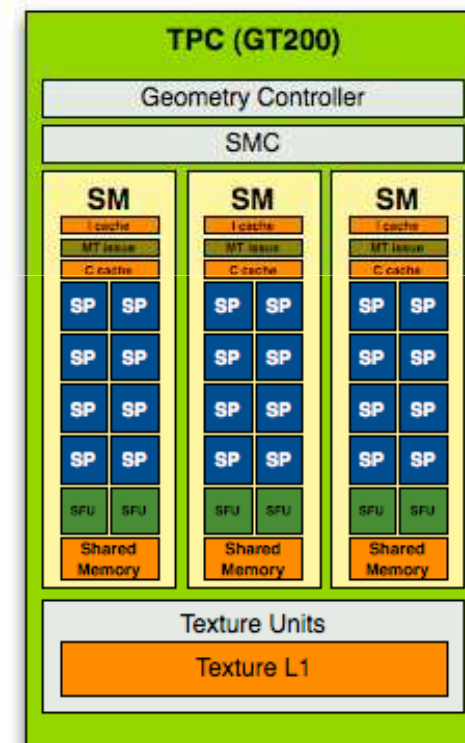 TPC (GT200)
Geometry Controller
SMC
SM
I cache
MT issue
C cache
SP SP
SP SP
SP SP
SP SP
SFU SFU
Shared
Memory
SM
I cache
MT issue
C cache
SP SP
SP SP
SP SP
SP SP
SFU SFU
Shared
Memory
SM
I cache
MT issue
C cache
SP SP
SP SP
SP SP
SP SP
SFU SFU
Shared
Memory
Texture Units
Texture L1